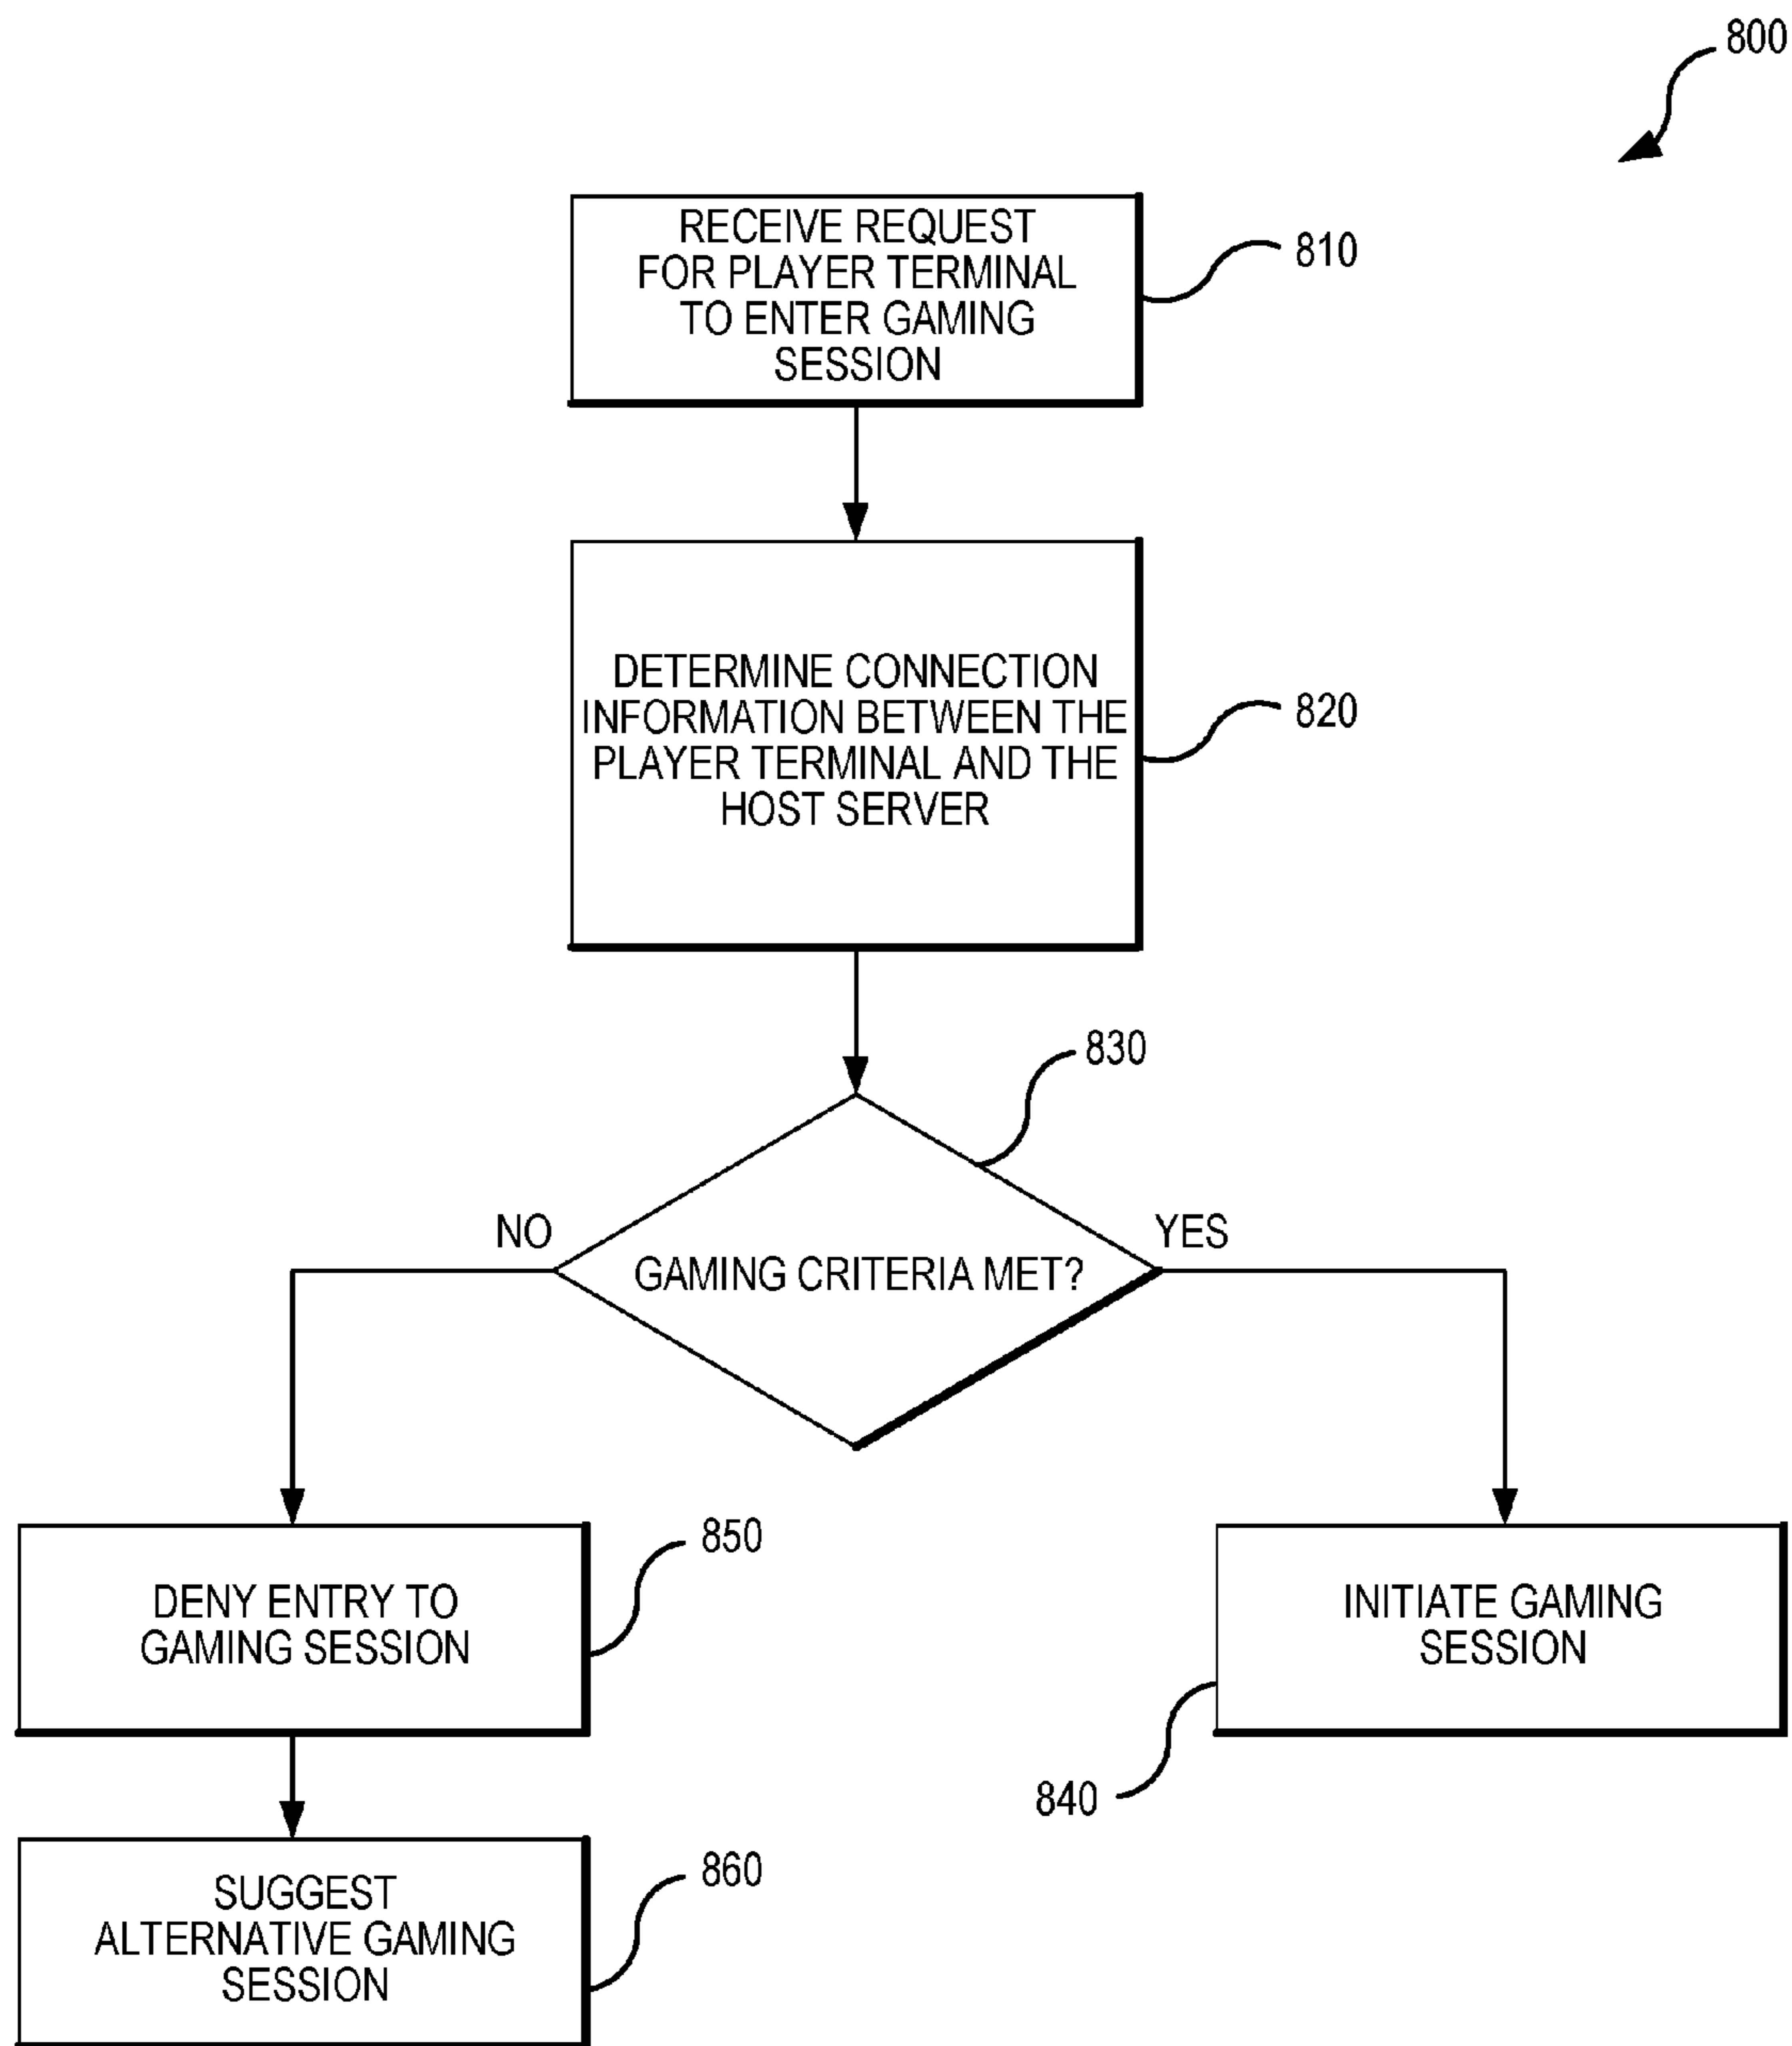 800
RECEIVE REQUEST
FOR PLAYER TERMINAL
TO ENTER GAMING
SESSION
810
DETERMINE CONNECTION
INFORMATION BETWEEN THE
PLAYER TERMINAL AND THE
HOST SERVER
820
830
NO
YES
GAMING CRITERIA MET?
DENY ENTRY TO
GAMING SESSION
850
INITIATE GAMING
SESSION
840
SUGGEST
ALTERNATIVE GAMING
SESSION
860